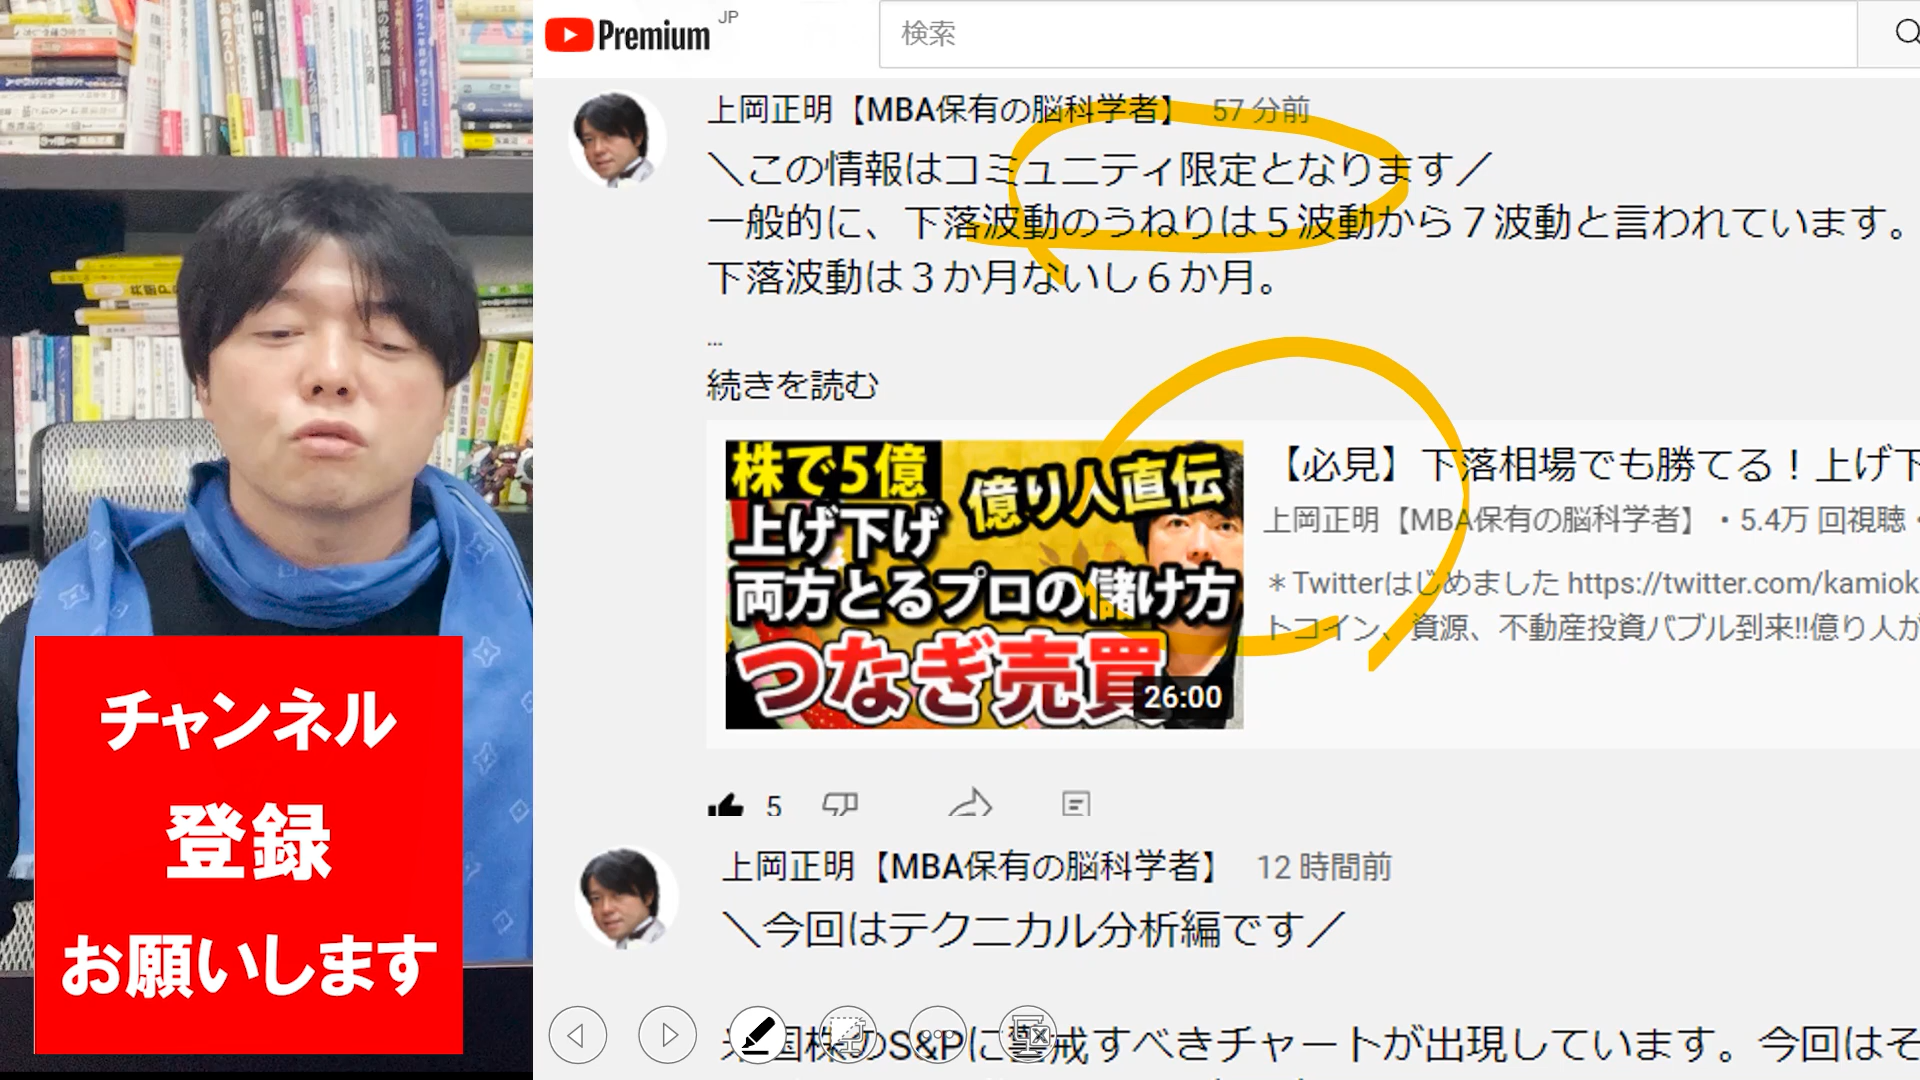 Premium JP
検索
上岡正明【MBA保有の脳科学者】 57 分前
＼この情報はコミュニティ限定となります／
一般的に、下落波動のうねりは５波動から７波動と言われています。
下落波動は３か月ないし６か月。
...
続きを読む
株で5億
億り人直伝
上げ下げ
両方とるプロの儲け方
つなぎ売買
26:00
【必見】下落相場でも勝てる！上げ下
上岡正明【MBA保有の脳科学者】・5.4万 回視聴・
＊Twitterはじめました https://twitter.com/kamiok
トコイン、資源、不動産投資バブル到来!!億り人が
5
上岡正明【MBA保有の脳科学者】 12 時間前
＼今回はテクニカル分析編です／
米国株のS&Pに警戒すべきチャートが出現しています。今回はそ
チャンネル
登録
お願いします